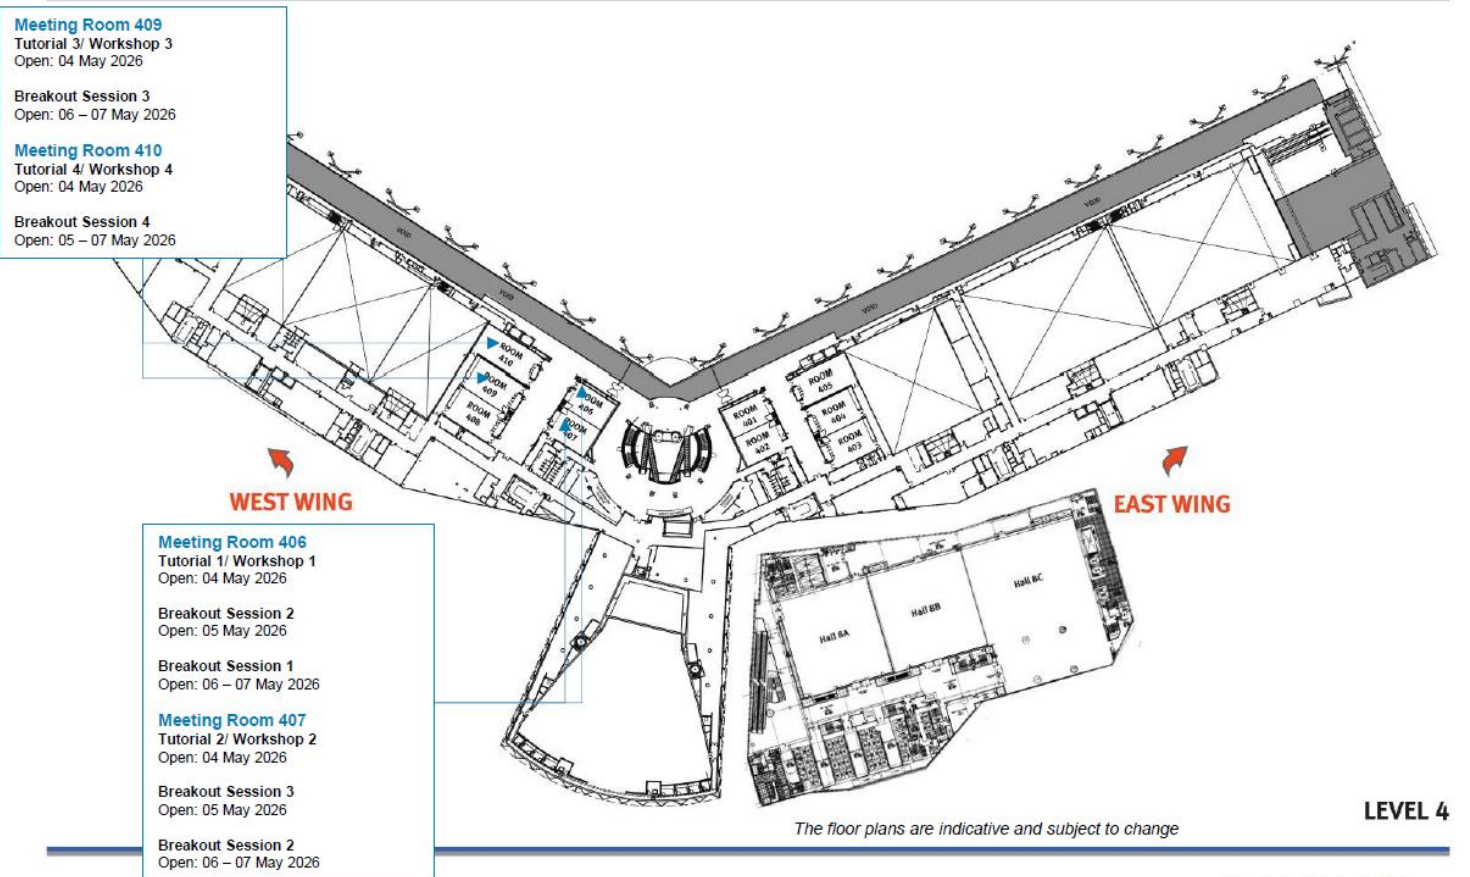 Meeting Room 409
Tutorial 3/ Workshop 3
Open: 04 May 2026
Breakout Session 3
Open: 06 – 07 May 2026
Meeting Room 410
Tutorial 4/ Workshop 4
Open: 04 May 2026
Breakout Session 4
Open: 05 – 07 May 2026
VOID
VOID
VOID
VOID
ROOM
410
ROOM
409
ROOM
408
ROOM
406
ROOM
407
ROOM
401
ROOM
402
ROOM
405
ROOM
404
ROOM
403
WEST WING
EAST WING
Meeting Room 406
Tutorial 1/ Workshop 1
Open: 04 May 2026
Breakout Session 2
Open: 05 May 2026
Breakout Session 1
Open: 06 – 07 May 2026
Meeting Room 407
Tutorial 2/ Workshop 2
Open: 04 May 2026
Breakout Session 3
Open: 05 May 2026
Breakout Session 2
Open: 06 – 07 May 2026
Hall 8A
Hall 8B
Hall 8C
LEVEL 4
The floor plans are indicative and subject to change